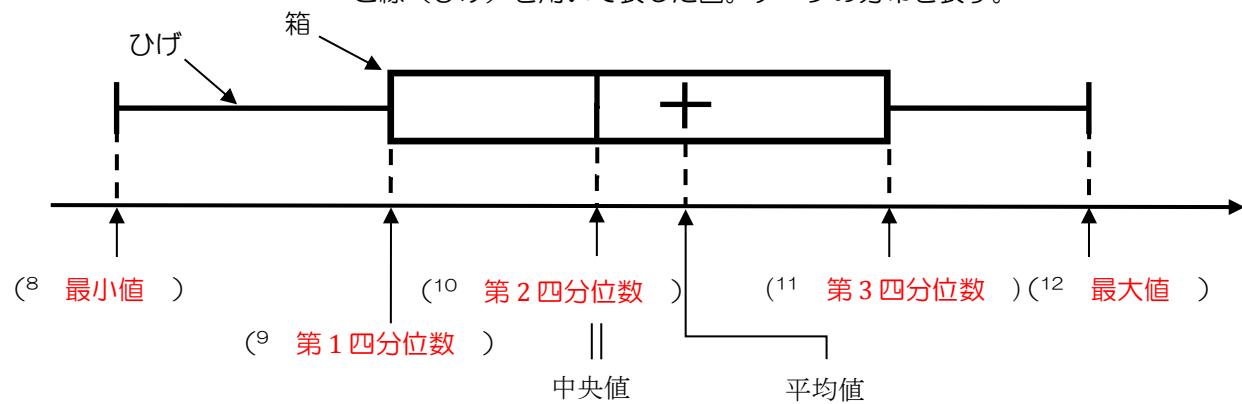 箱
ひげ
(⁸ 最小値 )
(¹⁰ 第2四分位数 )
(¹¹ 第3四分位数 )
(¹² 最大値 )
(⁹ 第1四分位数 )
中央値
平均値